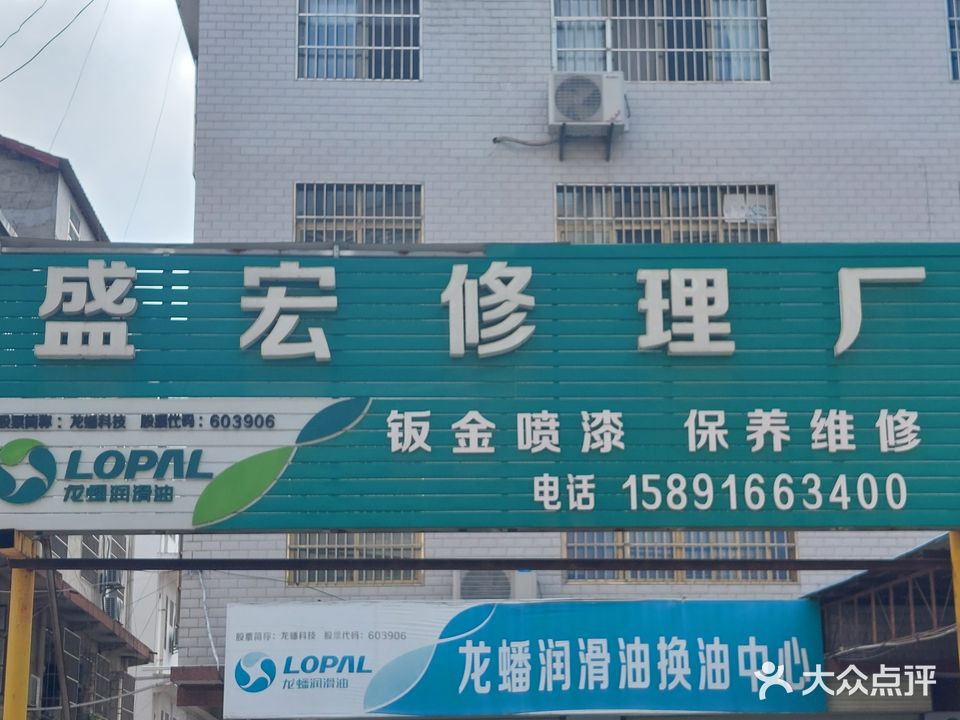 盛宏修理厂
股票简称：龙蟠科技 股票代码：603906
LOPAL
龙蟠润滑油
钣金喷漆 保养维修
电话 15891663400
股票简称：龙蟠科技 股票代码：603906
LOPAL
龙蟠润滑油
龙蟠润滑油换油中心
大众点评